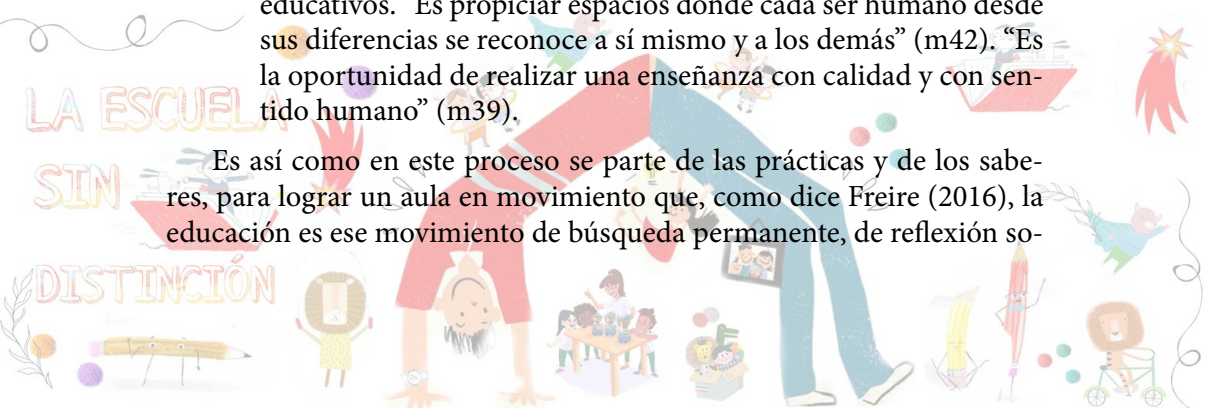 educativos. “Es propiciar espacios donde cada ser humano desde
sus diferencias se reconoce a sí mismo y a los demás” (m42). “Es
la oportunidad de realizar una enseñanza con calidad y con sen-
tido humano” (m39).
Es así como en este proceso se parte de las prácticas y de los sabe-
res, para lograr un aula en movimiento que, como dice Freire (2016), la
educación es ese movimiento de búsqueda permanente, de reflexión so-
LA ESCUELA
SIN
DISTINCIÓN